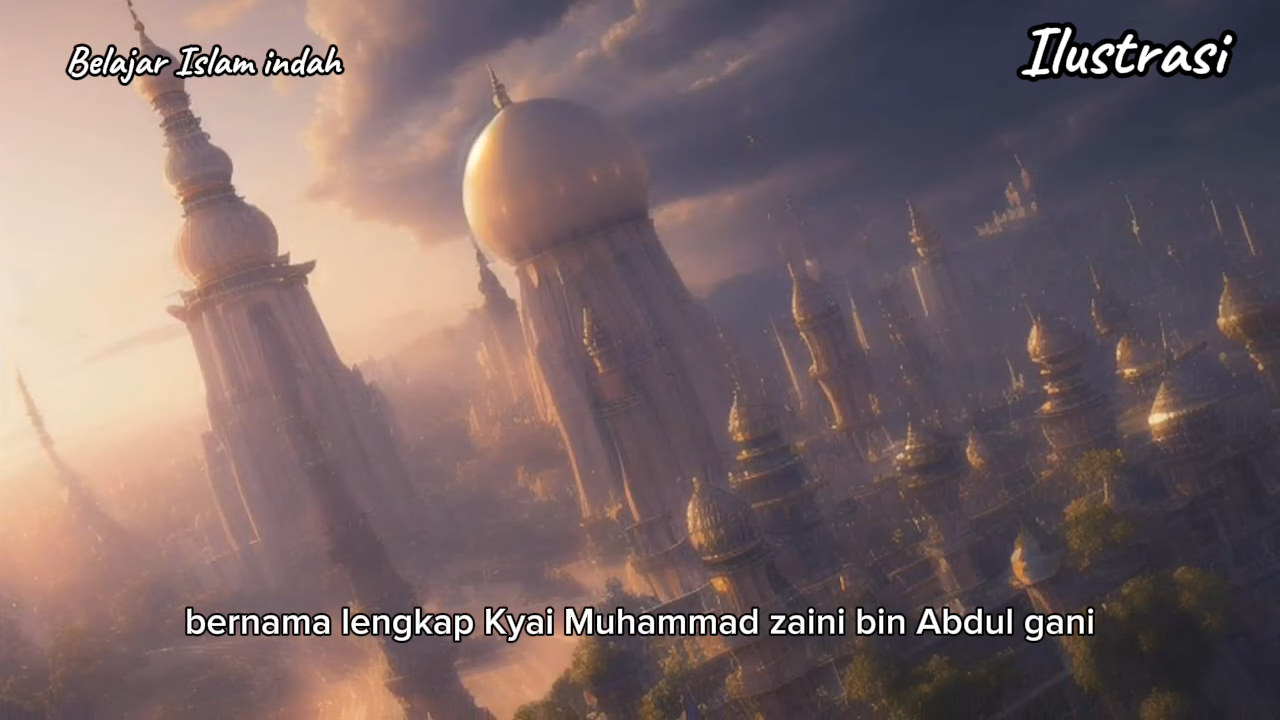 Belajar Islam indah
Ilustrasi
bernama lengkap Kyai Muhammad zaini bin Abdul gani